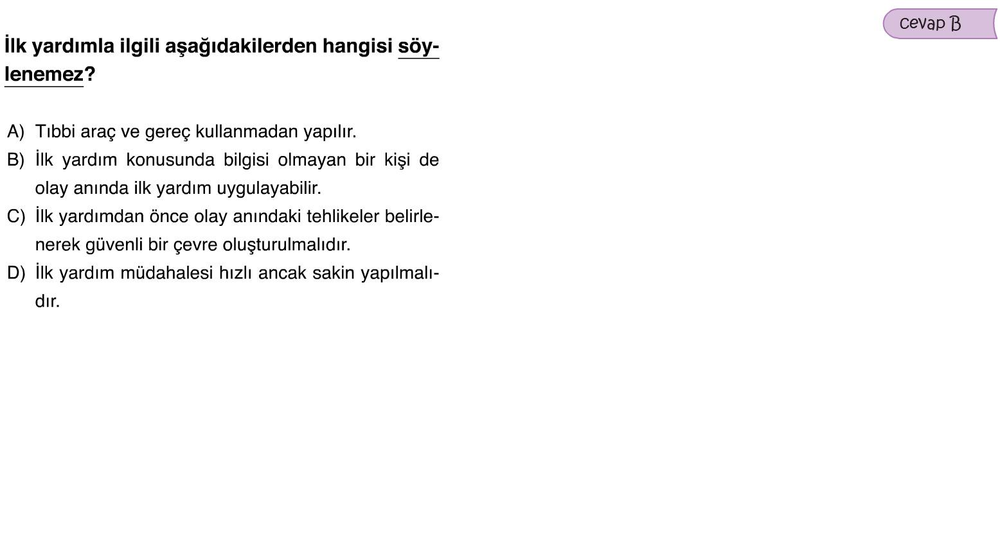 cevap B
İlk yardımla ilgili aşağıdakilerden hangisi söy-
lenemez?
A) Tıbbi araç ve gereç kullanmadan yapılır.
B) İlk yardım konusunda bilgisi olmayan bir kişi de
olay anında ilk yardım uygulayabilir.
C) İlk yardımdan önce olay anındaki tehlikeler belirle-
nerek güvenli bir çevre oluşturulmalıdır.
D) İlk yardım müdahalesi hızlı ancak sakin yapılmalı-
dır.